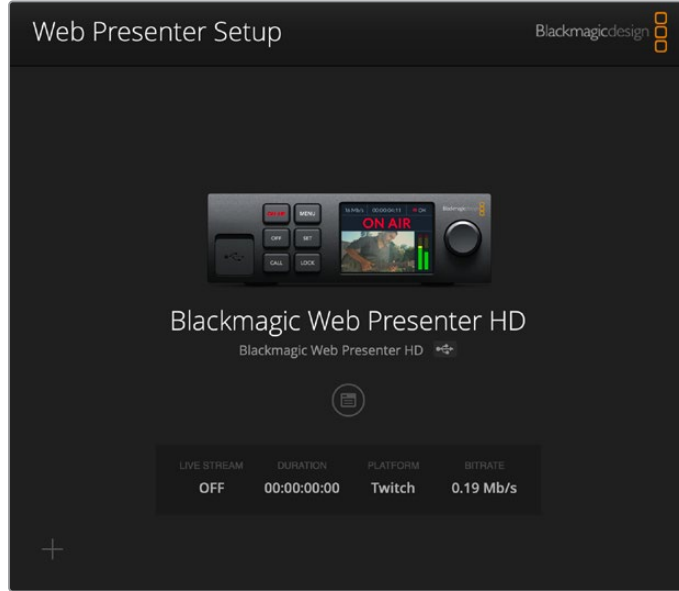 Web Presenter Setup
Blackmagicdesign
ON AIR MENU
OFF SET
CALL LOCK
ON AIR
Blackmagic Web Presenter HD
Blackmagic Web Presenter HD
LIVE STREAM DURATION PLATFORM BITRATE
OFF 00:00:00:00 Twitch 0.19 Mb/s